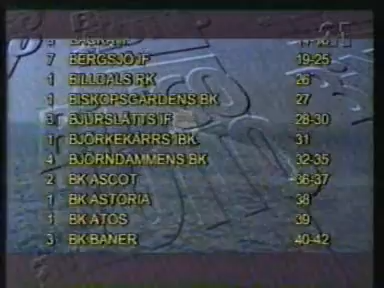 7 BERGSJÖ IF 19-25
1 BILLDALS RK 26
1 BISKOPSGÅRDENS BK 27
3 BJURSLÄTTS IF 28-30
1 BJÖRKEKÄRRS IBK 31
4 BJÖRNDAMMENS BK 32-35
2 BK ASCOT 36-37
1 BK ASTORIA 38
1 BK ATOS 39
3 BK BANER 40-42